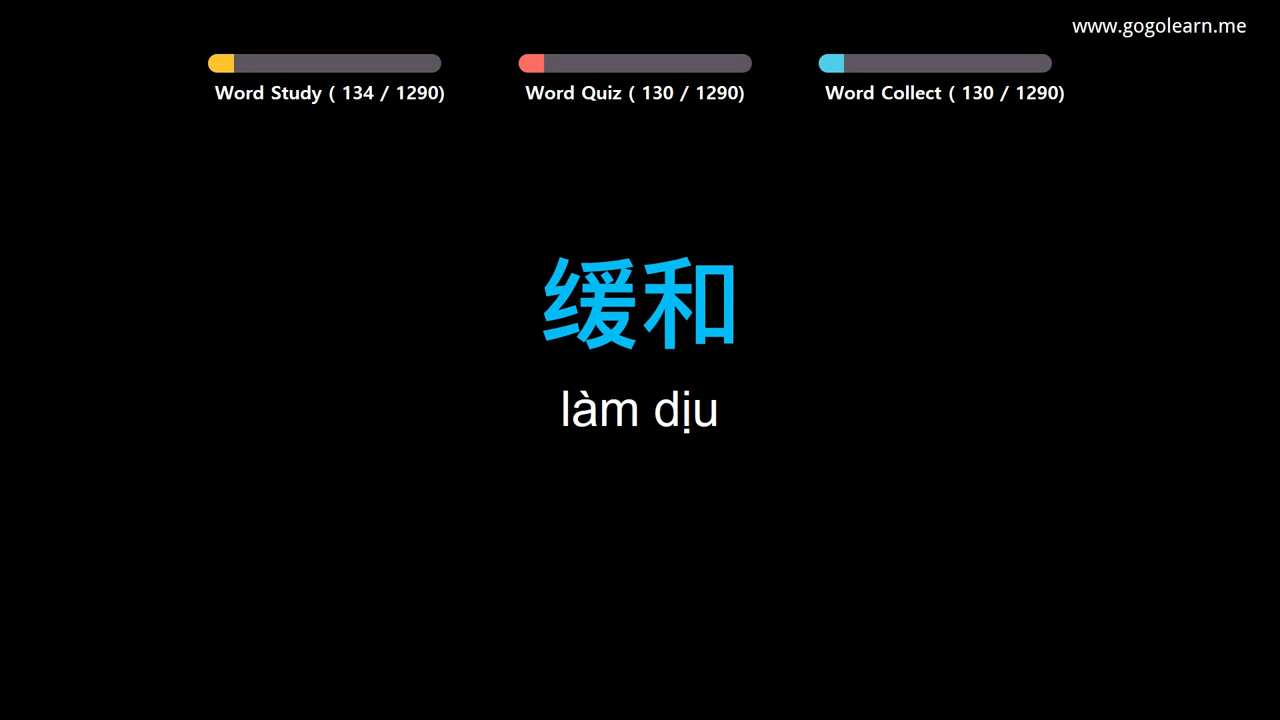 www.gogolearn.me
Word Study ( 134 / 1290)
Word Quiz ( 130 / 1290)
Word Collect ( 130 / 1290)
缓和
làm dịu